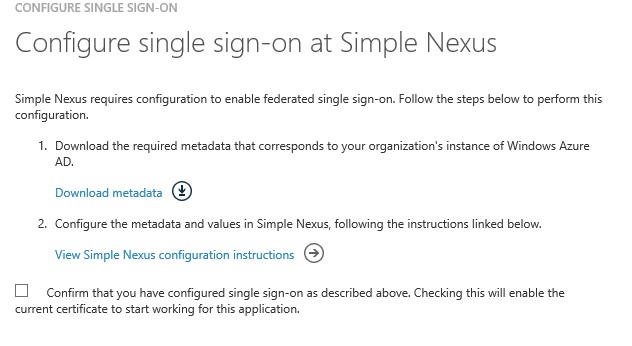 CONFIGURE SINGLE SIGN-ON
Configure single sign-on at Simple Nexus
Simple Nexus requires configuration to enable federated single sign-on. Follow the steps below to perform this
configuration.
1. Download the required metadata that corresponds to your organization's instance of Windows Azure
AD.
Download metadata
2. Configure the metadata and values in Simple Nexus, following the instructions linked below.
View Simple Nexus configuration instructions
Confirm that you have configured single sign-on as described above. Checking this will enable the
current certificate to start working for this application.